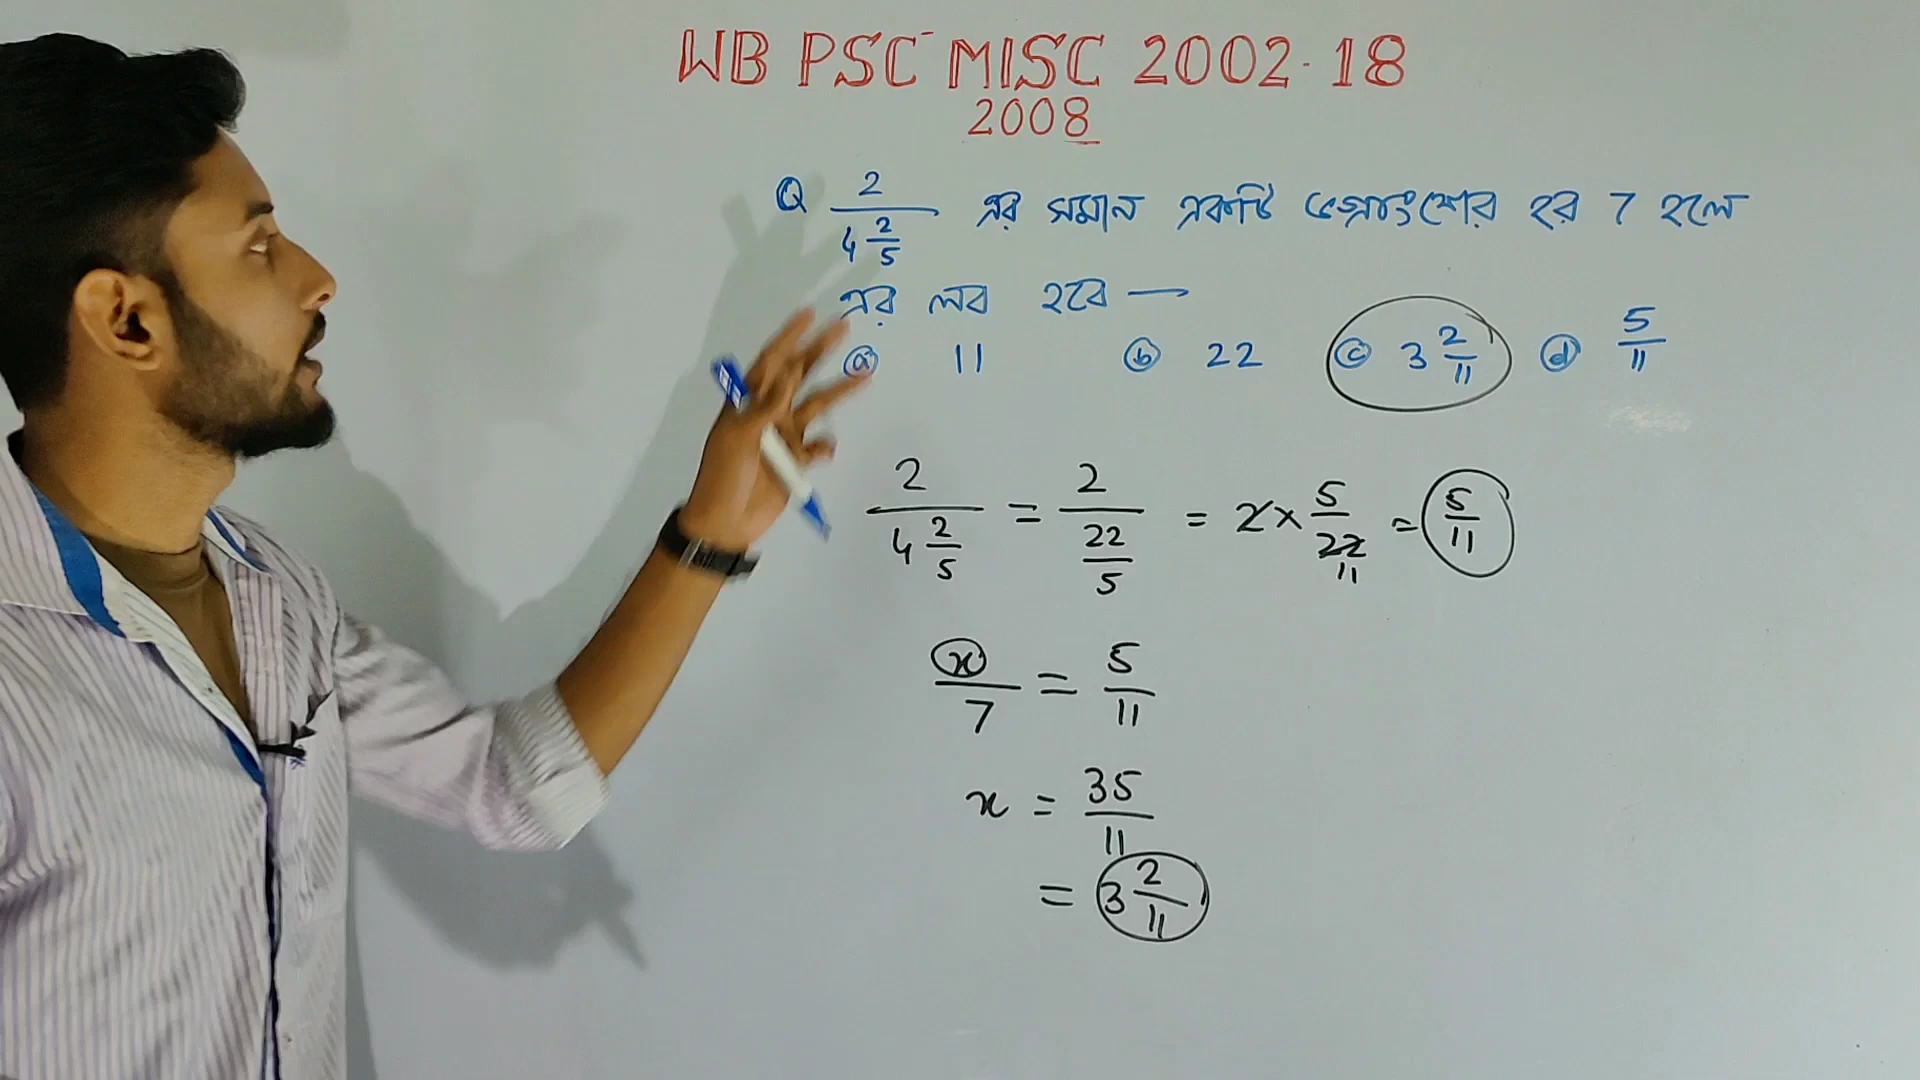 WB PSC MISC 2002-18
2008
Q 2/(4 2/5) এর সমান একটি ভগ্নাংশের হর 7 হলে
এর লব হবে —
ⓐ 11 ⓑ 22 ⓒ 3 2/11 ⓓ 5/11
2/(4 2/5) = 2/(22/5) = 2 × 5/22 11 = 5/11
x/7 = 5/11
x = 35/11
= 3 2/11